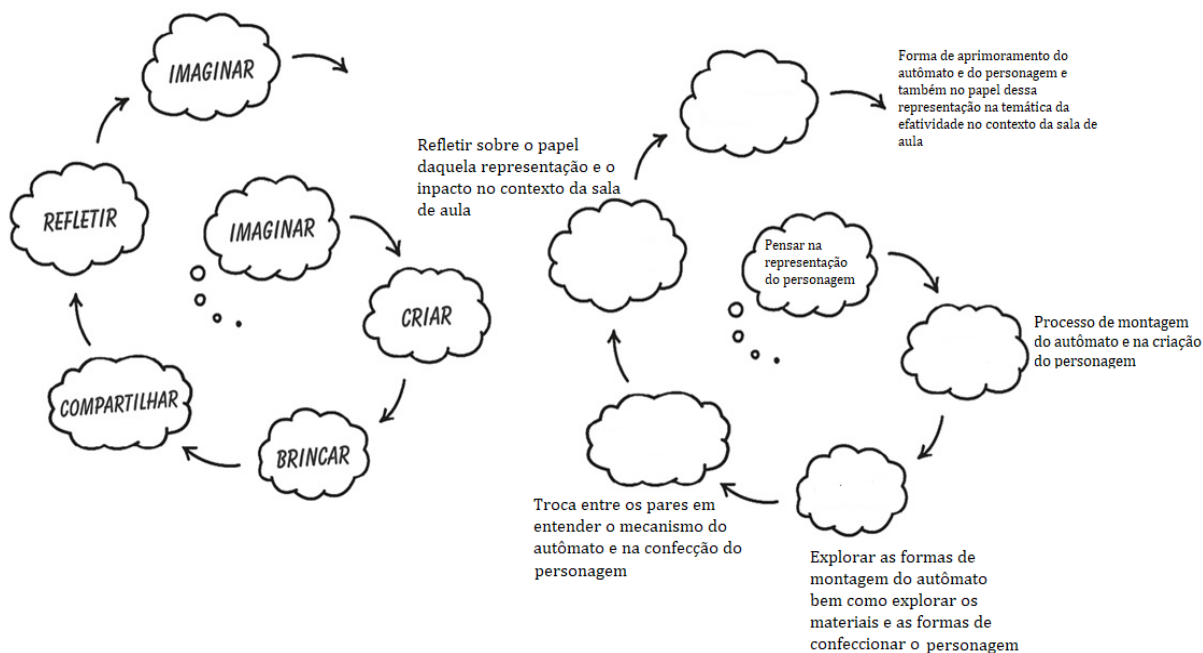 IMAGINAR
REFLETIR
IMAGINAR
CRIAR
COMPARTILHAR
BRINCAR
Forma de aprimoramento do
autômato e do personagem e
também no papel dessa
representação na temática da
efatividade no contexto da sala de
aula
Refletir sobre o papel
daquela representação e o
inpacto no contexto da sala
de aula
Pensar na
representação
do personagem
Processo de montagem
do autômato e na criação
do personagem
Troca entre os pares em
entender o mecanismo do
autômato e na confecção do
personagem
Explorar as formas de
montagem do autômato
bem como explorar os
materiais e as formas de
confeccionar o personagem